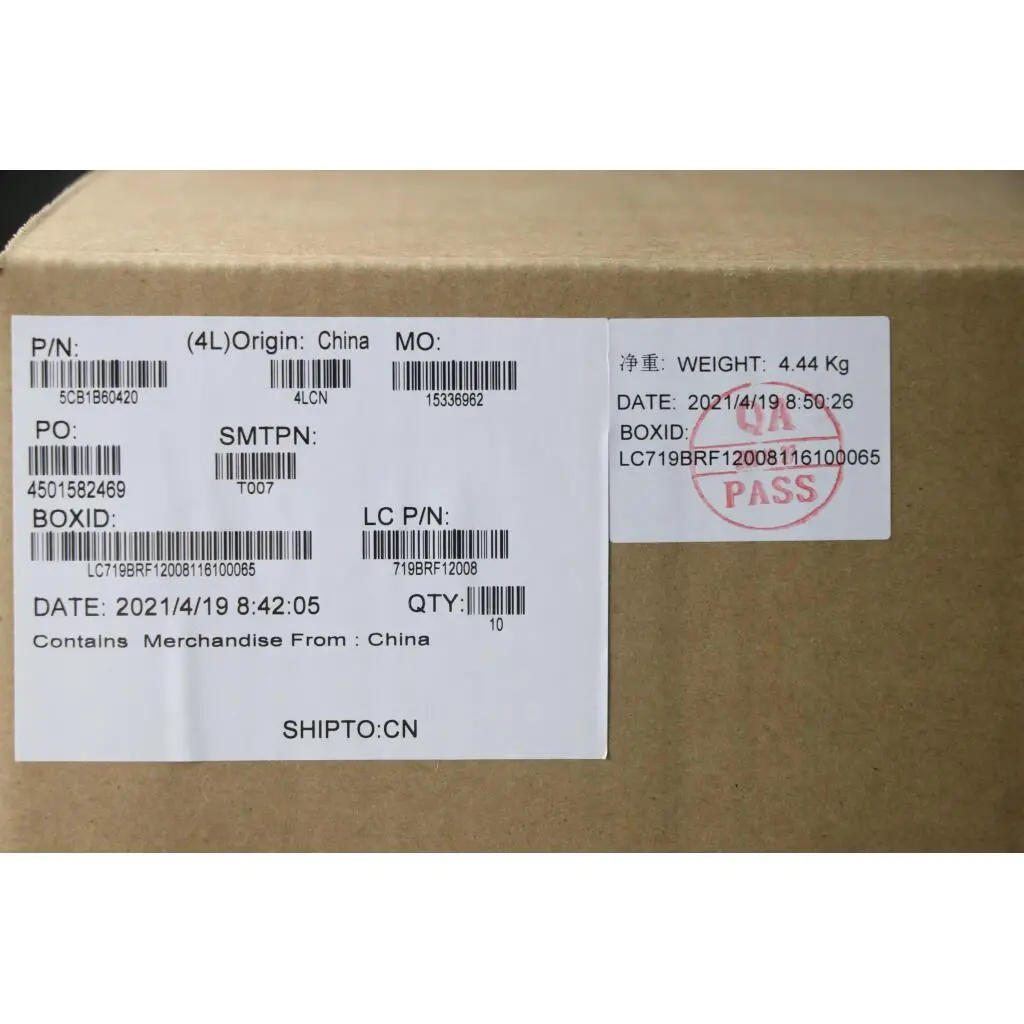 P/N: (4L)Origin: China MO:
5CB1B60420 4LCN 15336962
PO: SMTPN:
4501582469 T007
BOXID: LC P/N:
LC719BRF12008116100065 719BRF12008
DATE: 2021/4/19 8:42:05 QTY:
10
Contains Merchandise From : China
SHIPTO:CN
净重: WEIGHT: 4.44 Kg
DATE: 2021/4/19 8:50:26
BOXID:
LC719BRF12008116100065
QA
PASS